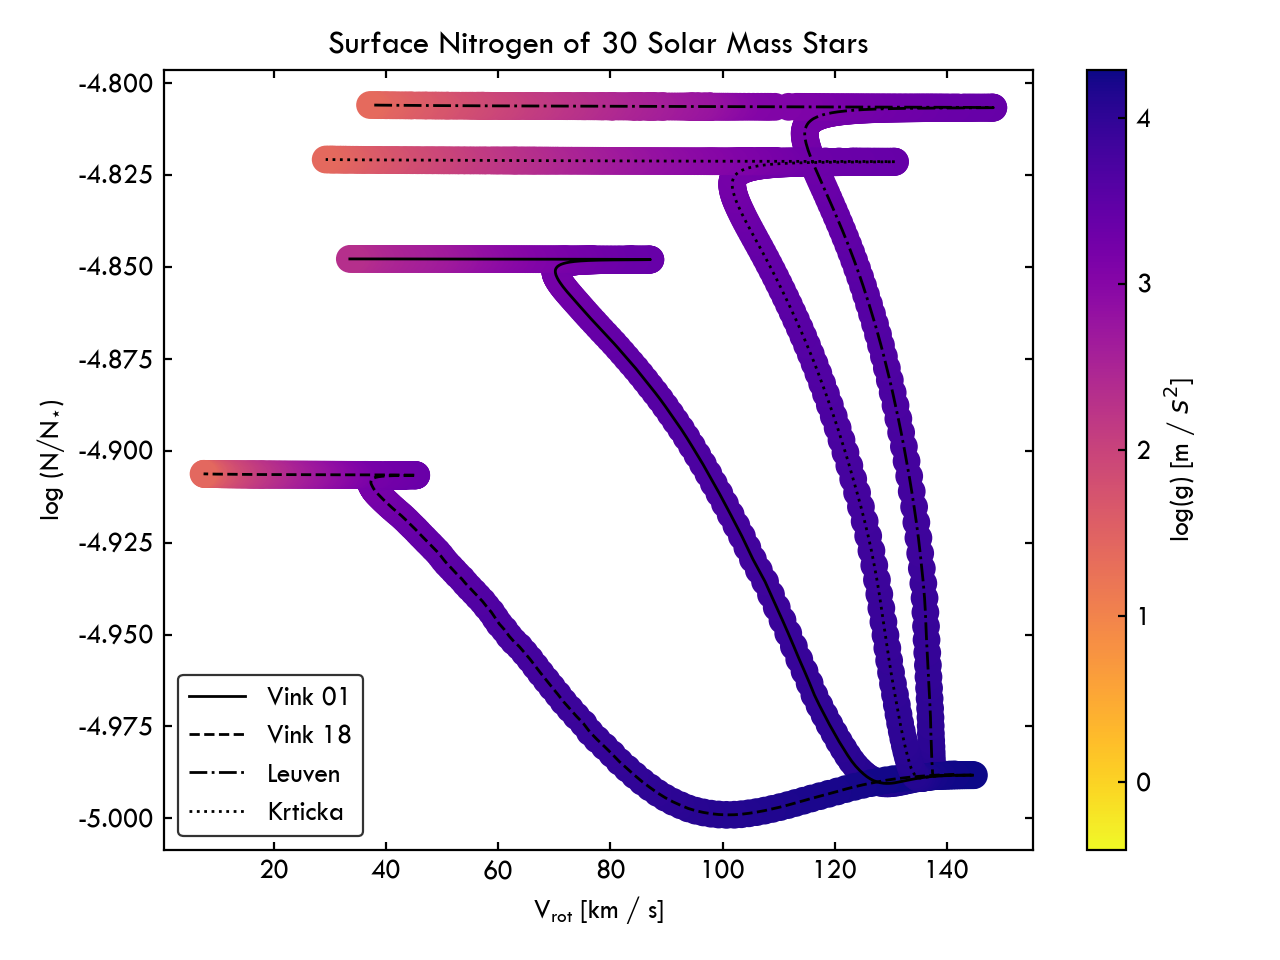 Surface Nitrogen of 30 Solar Mass Stars
-4.800
-4.825
-4.850
-4.875
-4.900
-4.925
-4.950
-4.975
-5.000
log (N/N⋆)
Vink 01
Vink 18
Leuven
Krticka
20 40 60 80 100 120 140
V_rot [km / s]
4
3
2
1
0
log(g) [m / s²]